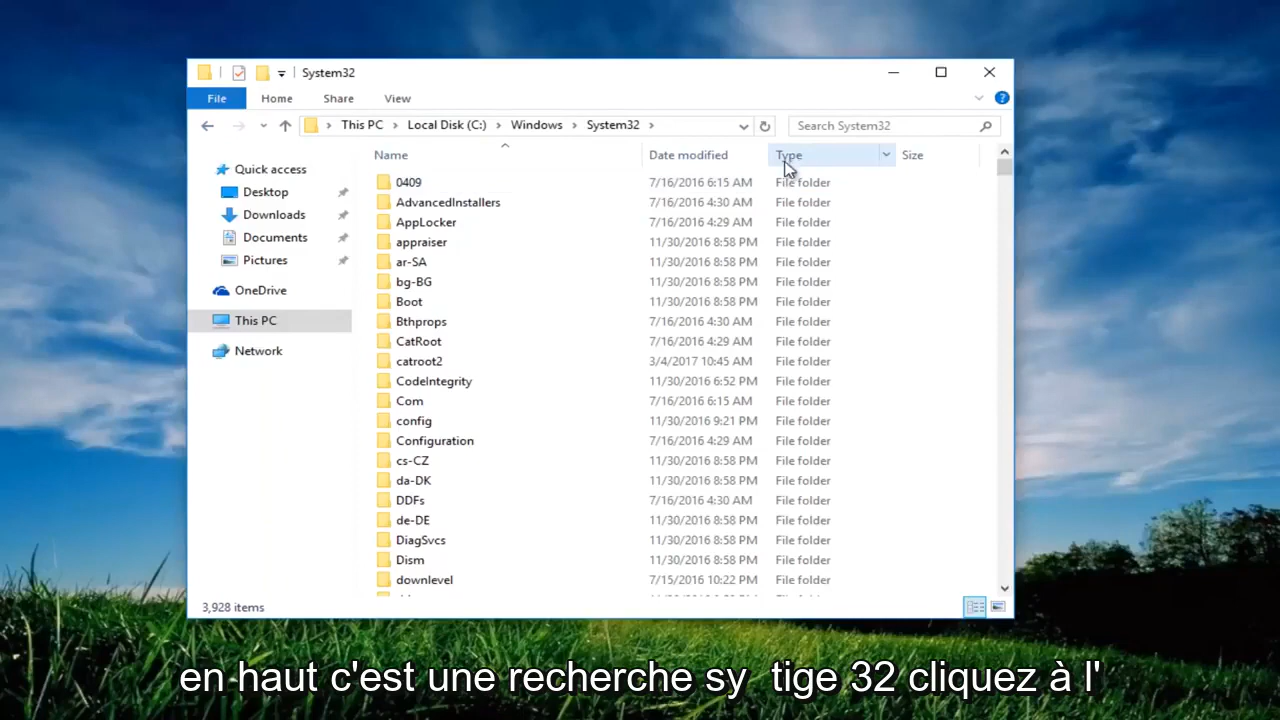 System32
File Home Share View
This PC Local Disk (C:) Windows System32 Search System32
Name Date modified Type Size
Quick access
Desktop
Downloads
Documents
Pictures
OneDrive
This PC
Network
0409 7/16/2016 6:15 AM File folder
AdvancedInstallers 7/16/2016 4:30 AM File folder
AppLocker 7/16/2016 4:29 AM File folder
appraiser 11/30/2016 8:58 PM File folder
ar-SA 11/30/2016 8:58 PM File folder
bg-BG 11/30/2016 8:58 PM File folder
Boot 11/30/2016 8:58 PM File folder
Bthprops 7/16/2016 4:30 AM File folder
CatRoot 7/16/2016 4:29 AM File folder
catroot2 3/4/2017 10:45 AM File folder
CodeIntegrity 11/30/2016 6:52 PM File folder
Com 7/16/2016 6:15 AM File folder
config 11/30/2016 9:21 PM File folder
Configuration 7/16/2016 4:29 AM File folder
cs-CZ 11/30/2016 8:58 PM File folder
da-DK 11/30/2016 8:58 PM File folder
DDFs 7/16/2016 4:30 AM File folder
de-DE 11/30/2016 8:58 PM File folder
DiagSvcs 11/30/2016 8:58 PM File folder
Dism 11/30/2016 8:58 PM File folder
downlevel 7/15/2016 10:22 PM File folder
3,928 items
en haut c'est une recherche sy tige 32 cliquez à l'